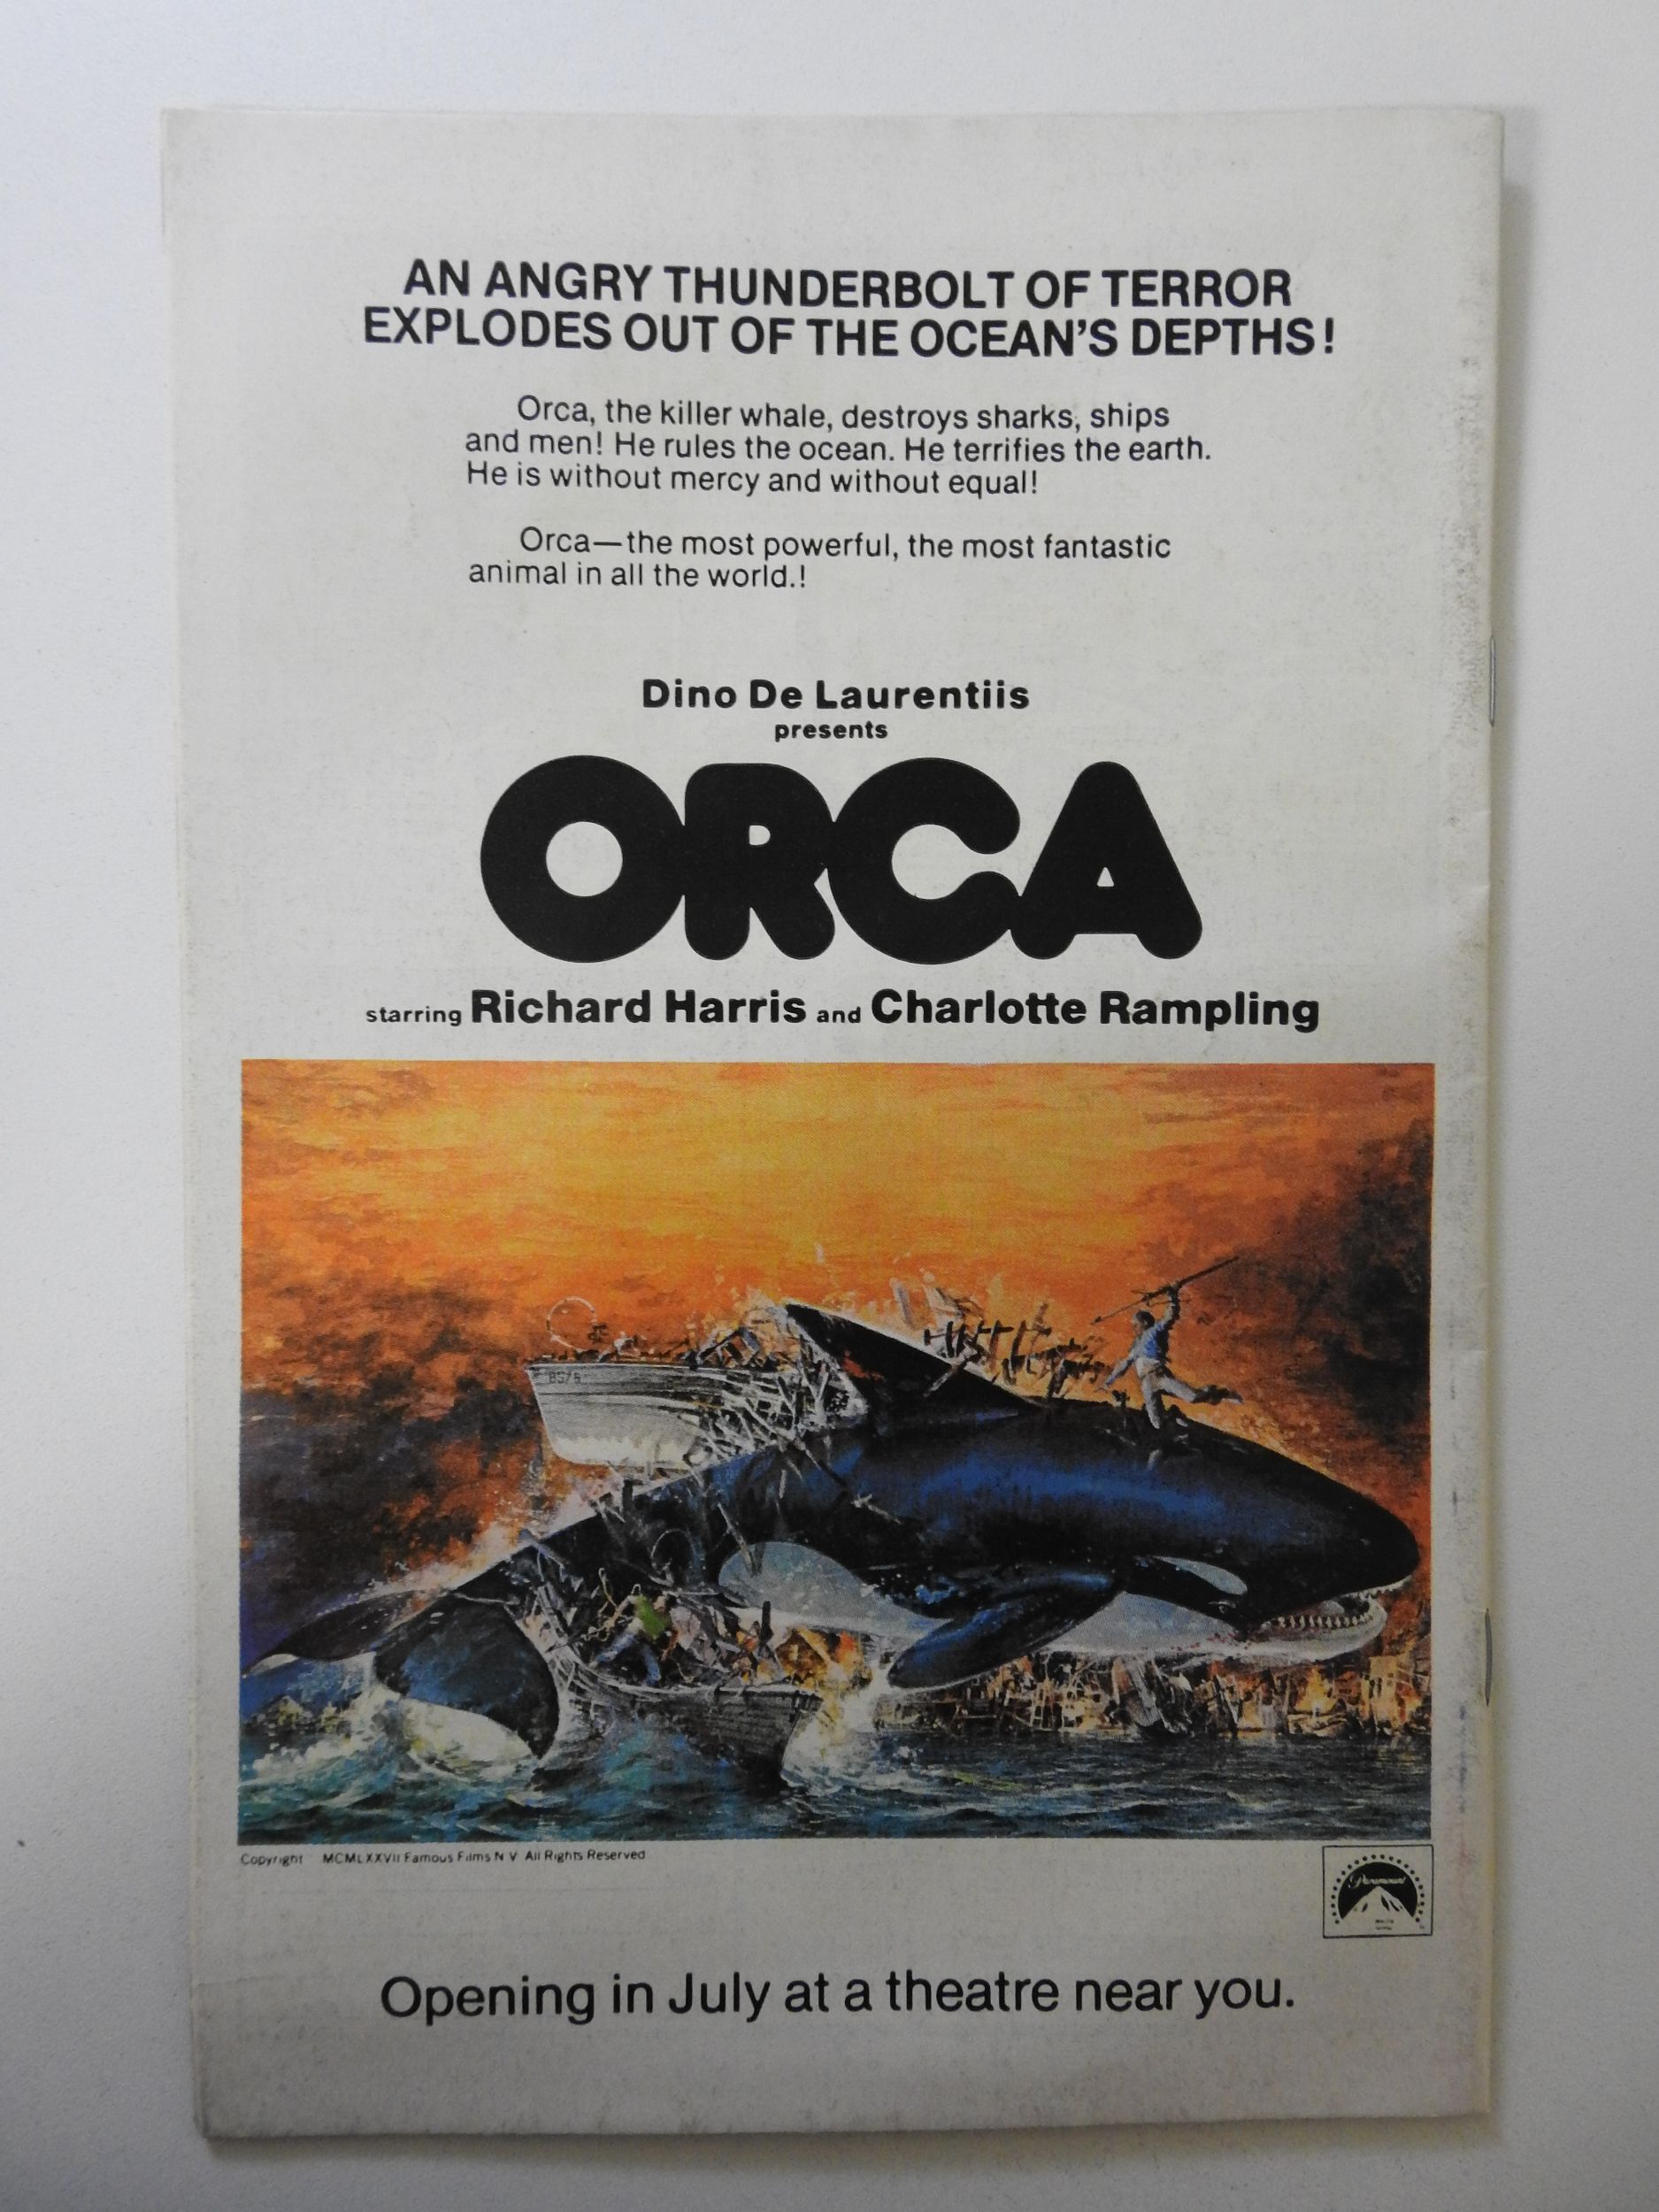 AN ANGRY THUNDERBOLT OF TERROR
EXPLODES OUT OF THE OCEAN'S DEPTHS!
Orca, the killer whale, destroys sharks, ships
and men! He rules the ocean. He terrifies the earth.
He is without mercy and without equal!
Orca—the most powerful, the most fantastic
animal in all the world.!
Dino De Laurentiis
presents
ORCA
starring Richard Harris and Charlotte Rampling
Copyright MCMLXXVII Famous Films N V All Rights Reserved
Paramount
Opening in July at a theatre near you.